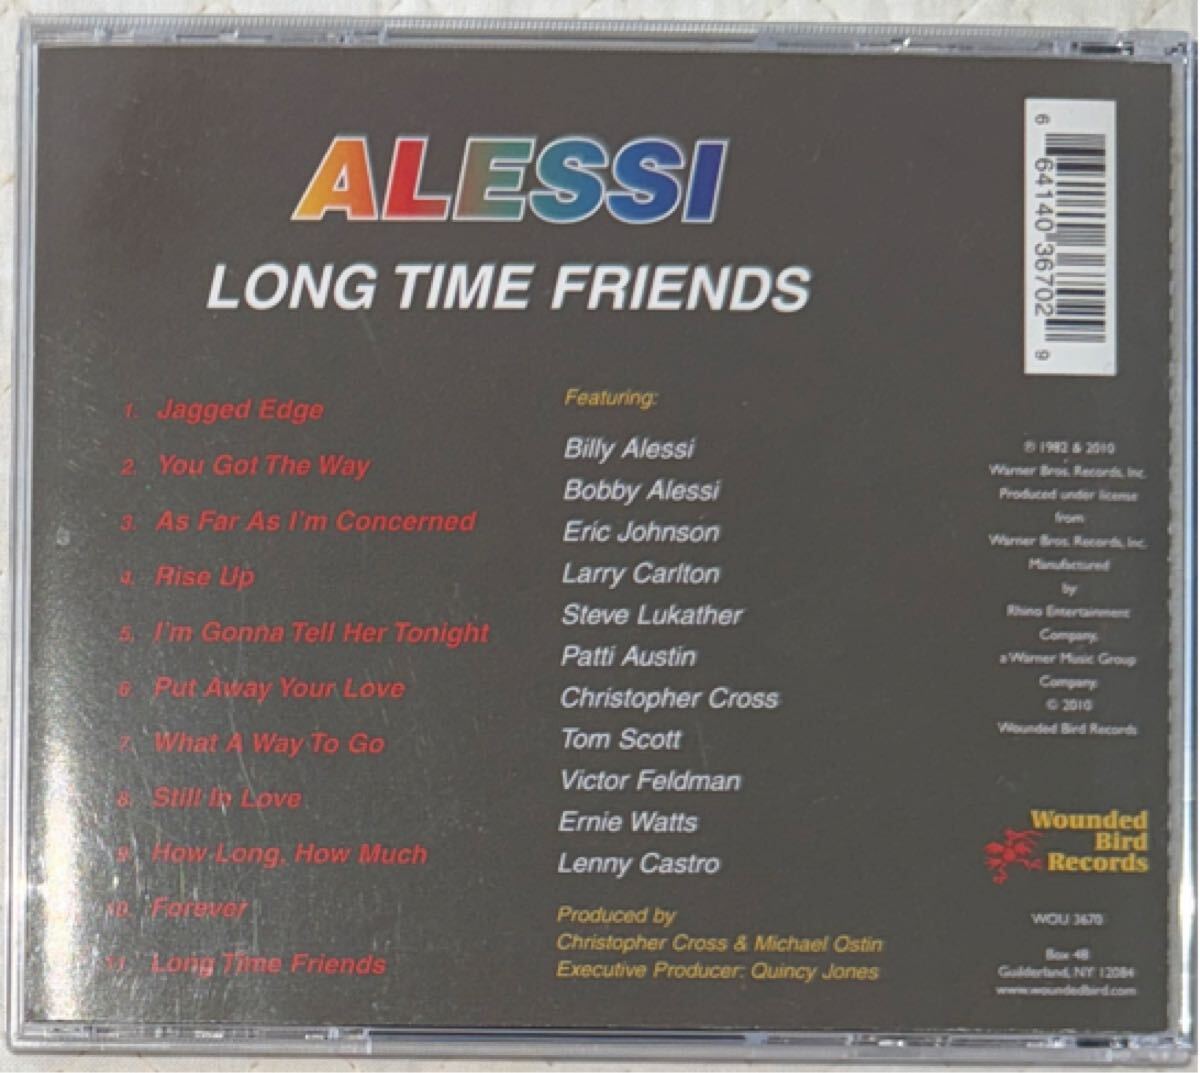 ALESSI
LONG TIME FRIENDS
1. Jagged Edge
2. You Got The Way
3. As Far As I'm Concerned
4. Rise Up
5. I'm Gonna Tell Her Tonight
6 Put Away Your Love
7. What A Way To Go
8. Still In Love
9. How Long, How Much
10. Forever
11. Long Time Friends
Featuring:
Billy Alessi
Bobby Alessi
Eric Johnson
Larry Carlton
Steve Lukather
Patti Austin
Christopher Cross
Tom Scott
Victor Feldman
Ernie Watts
Lenny Castro
Produced by
Christopher Cross & Michael Ostin
Executive Producer: Quincy Jones
6 64140 36702 9
℗ 1982 & 2010
Warner Bros. Records, Inc.
Produced under license
from
Warner Bros. Records, Inc.
Manufactured
by
Rhino Entertainment
Company,
a Warner Music Group
Company.
© 2010
Wounded Bird Records
Wounded
Bird
Records
WOU 3670
Box 48
Guilderland, NY 12084
www.woundedbird.com